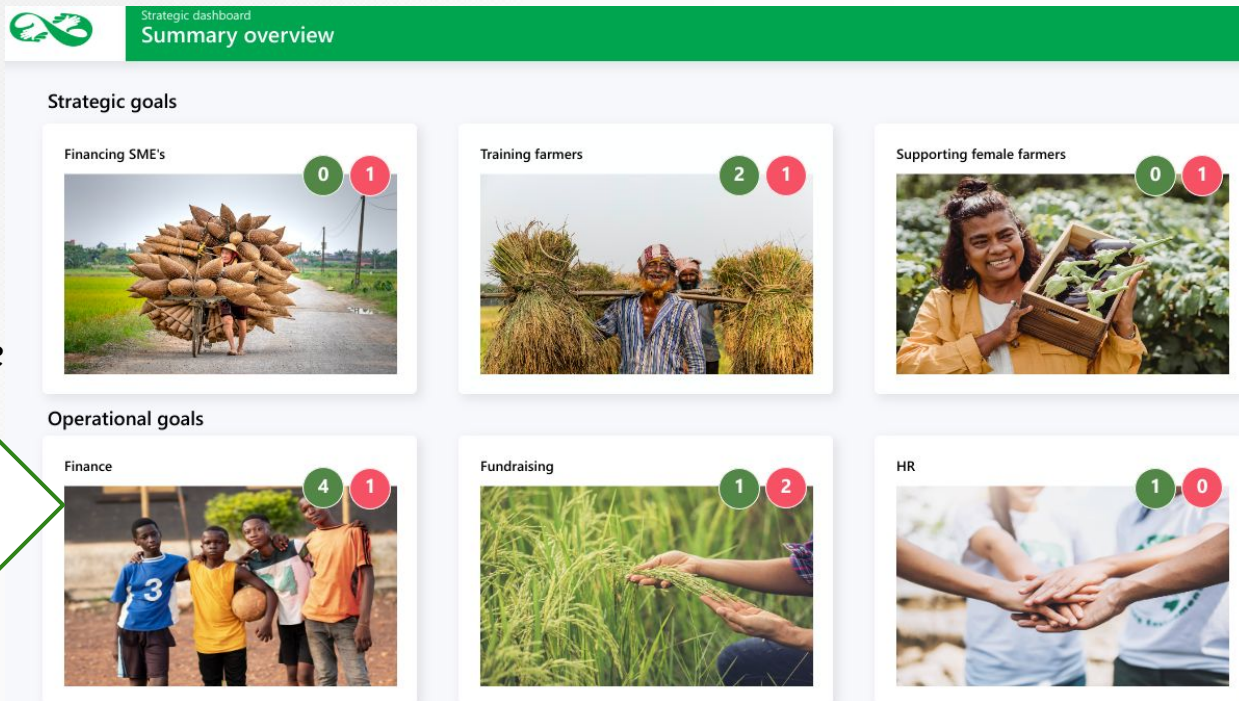 Strategic dashboard
Summary overview
Strategic goals
Financing SME's
0 1
Training farmers
2 1
Supporting female farmers
0 1
Operational goals
Finance
4 1
3
Fundraising
1 2
HR
1 0